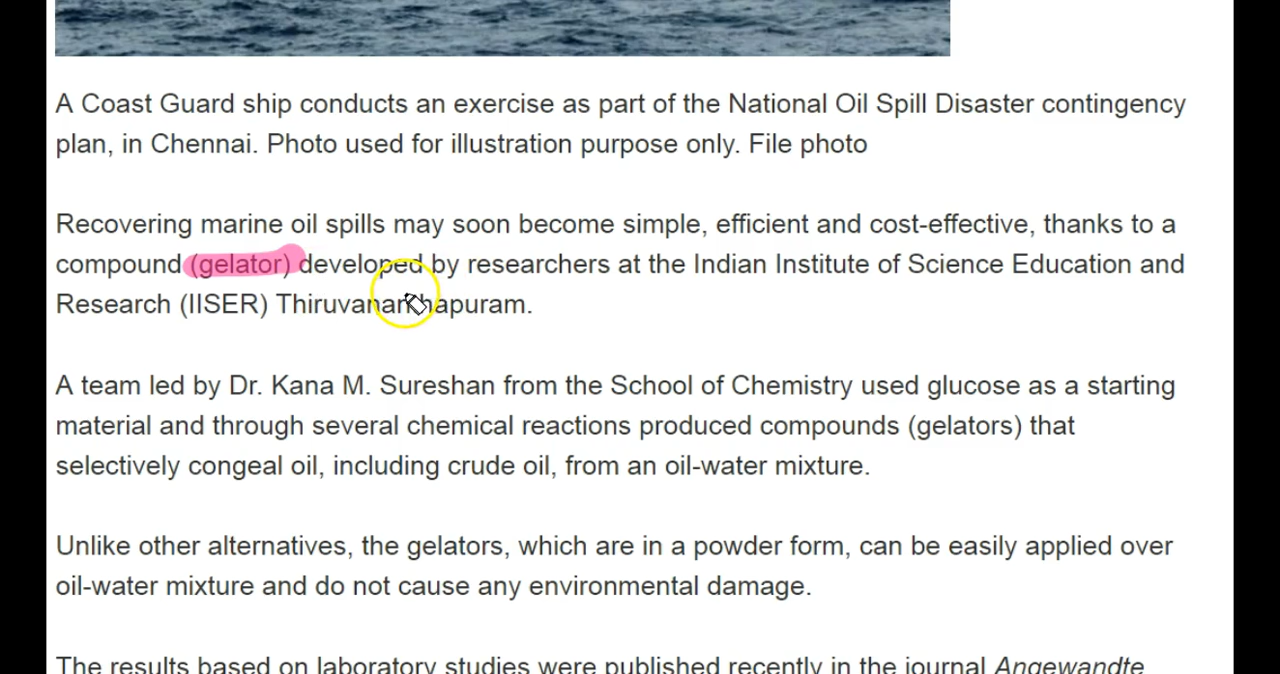 A Coast Guard ship conducts an exercise as part of the National Oil Spill Disaster contingency
plan, in Chennai. Photo used for illustration purpose only. File photo
Recovering marine oil spills may soon become simple, efficient and cost-effective, thanks to a
compound (gelator) developed by researchers at the Indian Institute of Science Education and
Research (IISER) Thiruvananthapuram.
A team led by Dr. Kana M. Sureshan from the School of Chemistry used glucose as a starting
material and through several chemical reactions produced compounds (gelators) that
selectively congeal oil, including crude oil, from an oil-water mixture.
Unlike other alternatives, the gelators, which are in a powder form, can be easily applied over
oil-water mixture and do not cause any environmental damage.
The results based on laboratory studies were published recently in the journal Angewandte